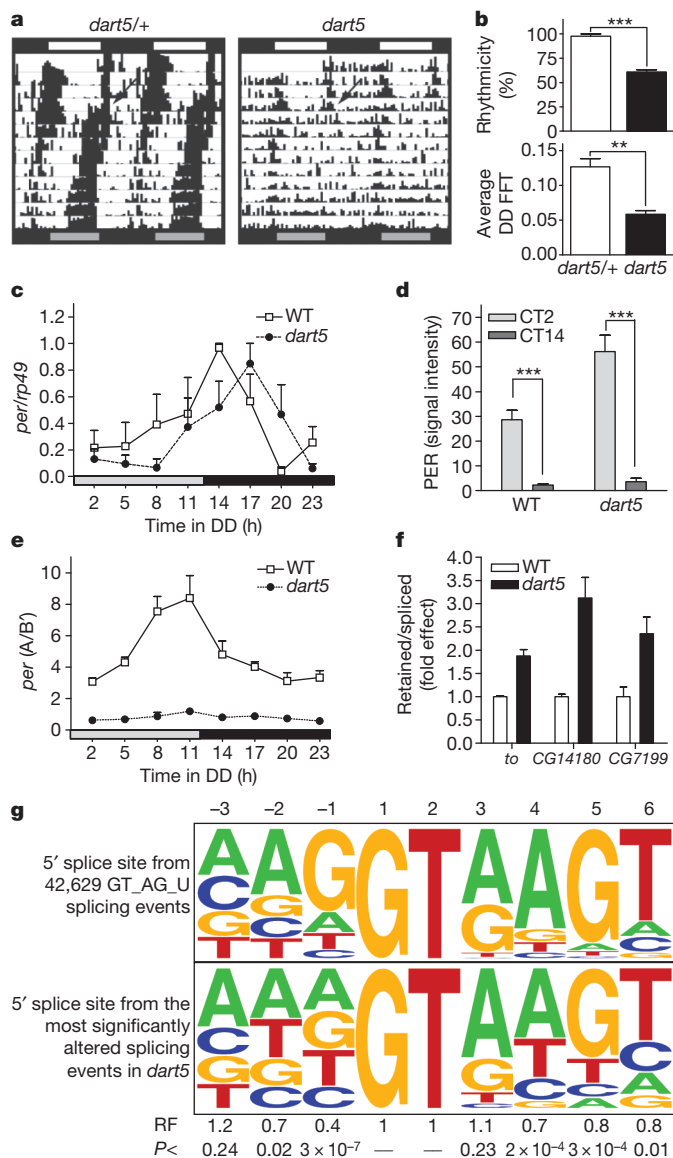 a
dart5/+
dart5
b
***
Rhythmicity
(%)
100
75
50
25
0
**
Average
DD FFT
0.15
0.10
0.05
0.00
dart5/+ dart5
c
WT
dart5
per/rp49
1.2
1.0
0.8
0.6
0.4
0.2
0.0
2 5 8 11 14 17 20 23
Time in DD (h)
d
CT2
CT14
***
***
PER (signal intensity)
70
60
50
40
30
20
10
0
WT
dart5
e
WT
dart5
per (A/B′)
10
8
6
4
2
0
2 5 8 11 14 17 20 23
Time in DD (h)
f
WT
dart5
Retained/spliced
(fold effect)
4.0
3.5
3.0
2.5
2.0
1.5
1.0
0.5
0.0
to CG14180 CG7199
g
–3 –2 –1 1 2 3 4 5 6
5′ splice site from
42,629 GT_AG_U
splicing events
A A G G T A A G T
C G A G T A A
G C T T G C
T T C T C T G
5′ splice site from the
most significantly
altered splicing
events in dart5
A A A G T A A G T
C T G G T T C
G G T T C C A
T C C C G A G
RF 1.2 0.7 0.4 1 1 1.1 0.7 0.8 0.8
P< 0.24 0.02 3 × 10⁻⁷ — — 0.23 2 × 10⁻⁴ 3 × 10⁻⁴ 0.01